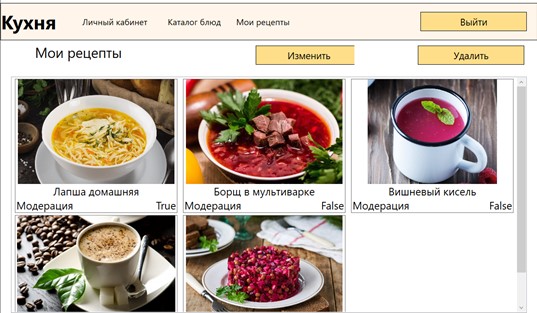 Кухня Личный кабинет Каталог блюд Мои рецепты Выйти
Мои рецепты Изменить Удалить
Лапша домашняя Борщ в мультиварке Вишневый кисель
Модерация True Модерация False Модерация False